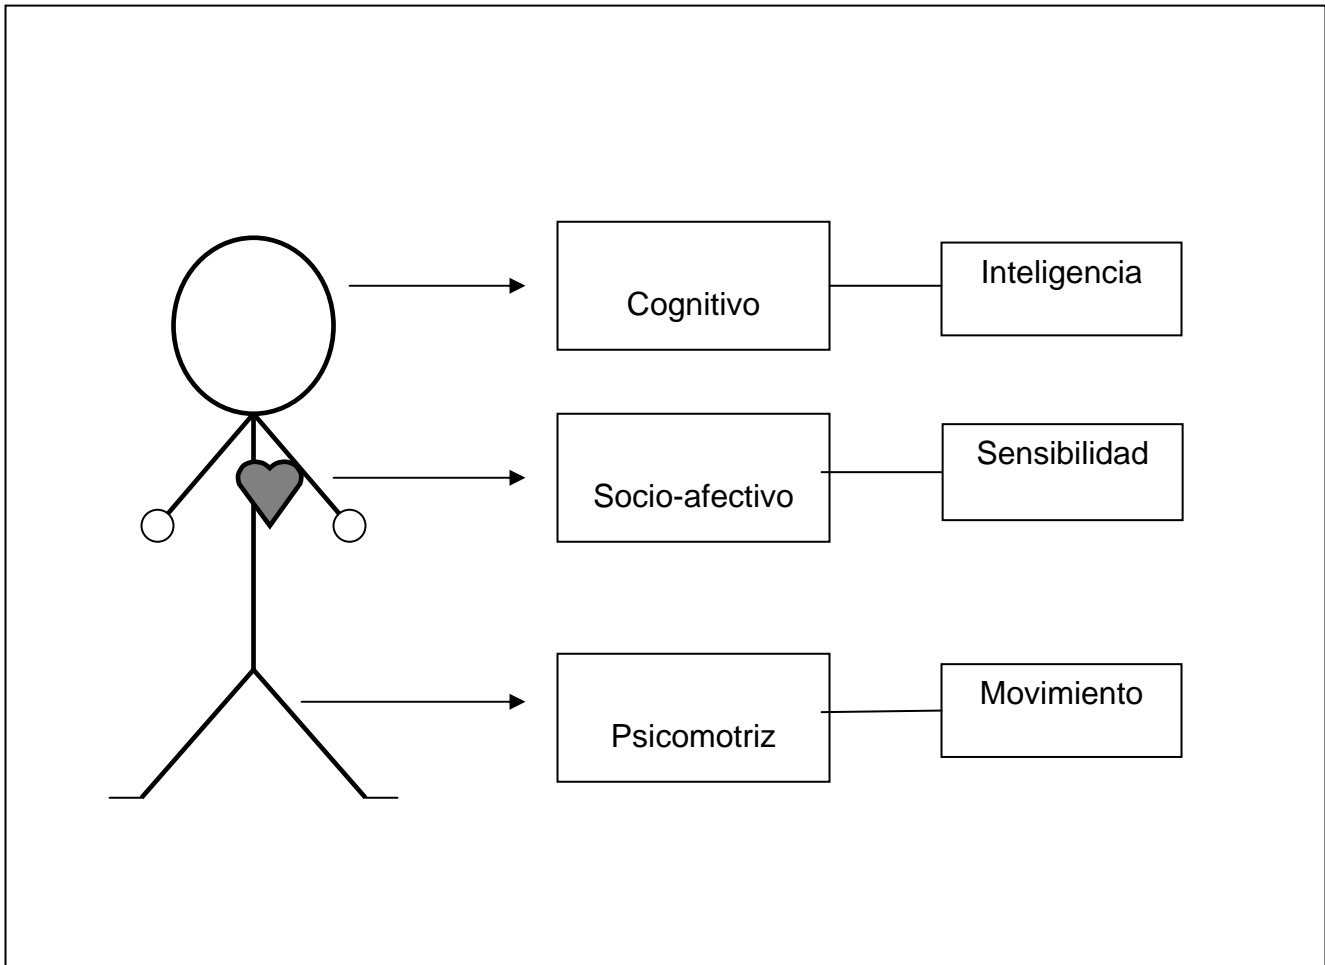 Cognitivo
Inteligencia
Socio-afectivo
Sensibilidad
Psicomotriz
Movimiento